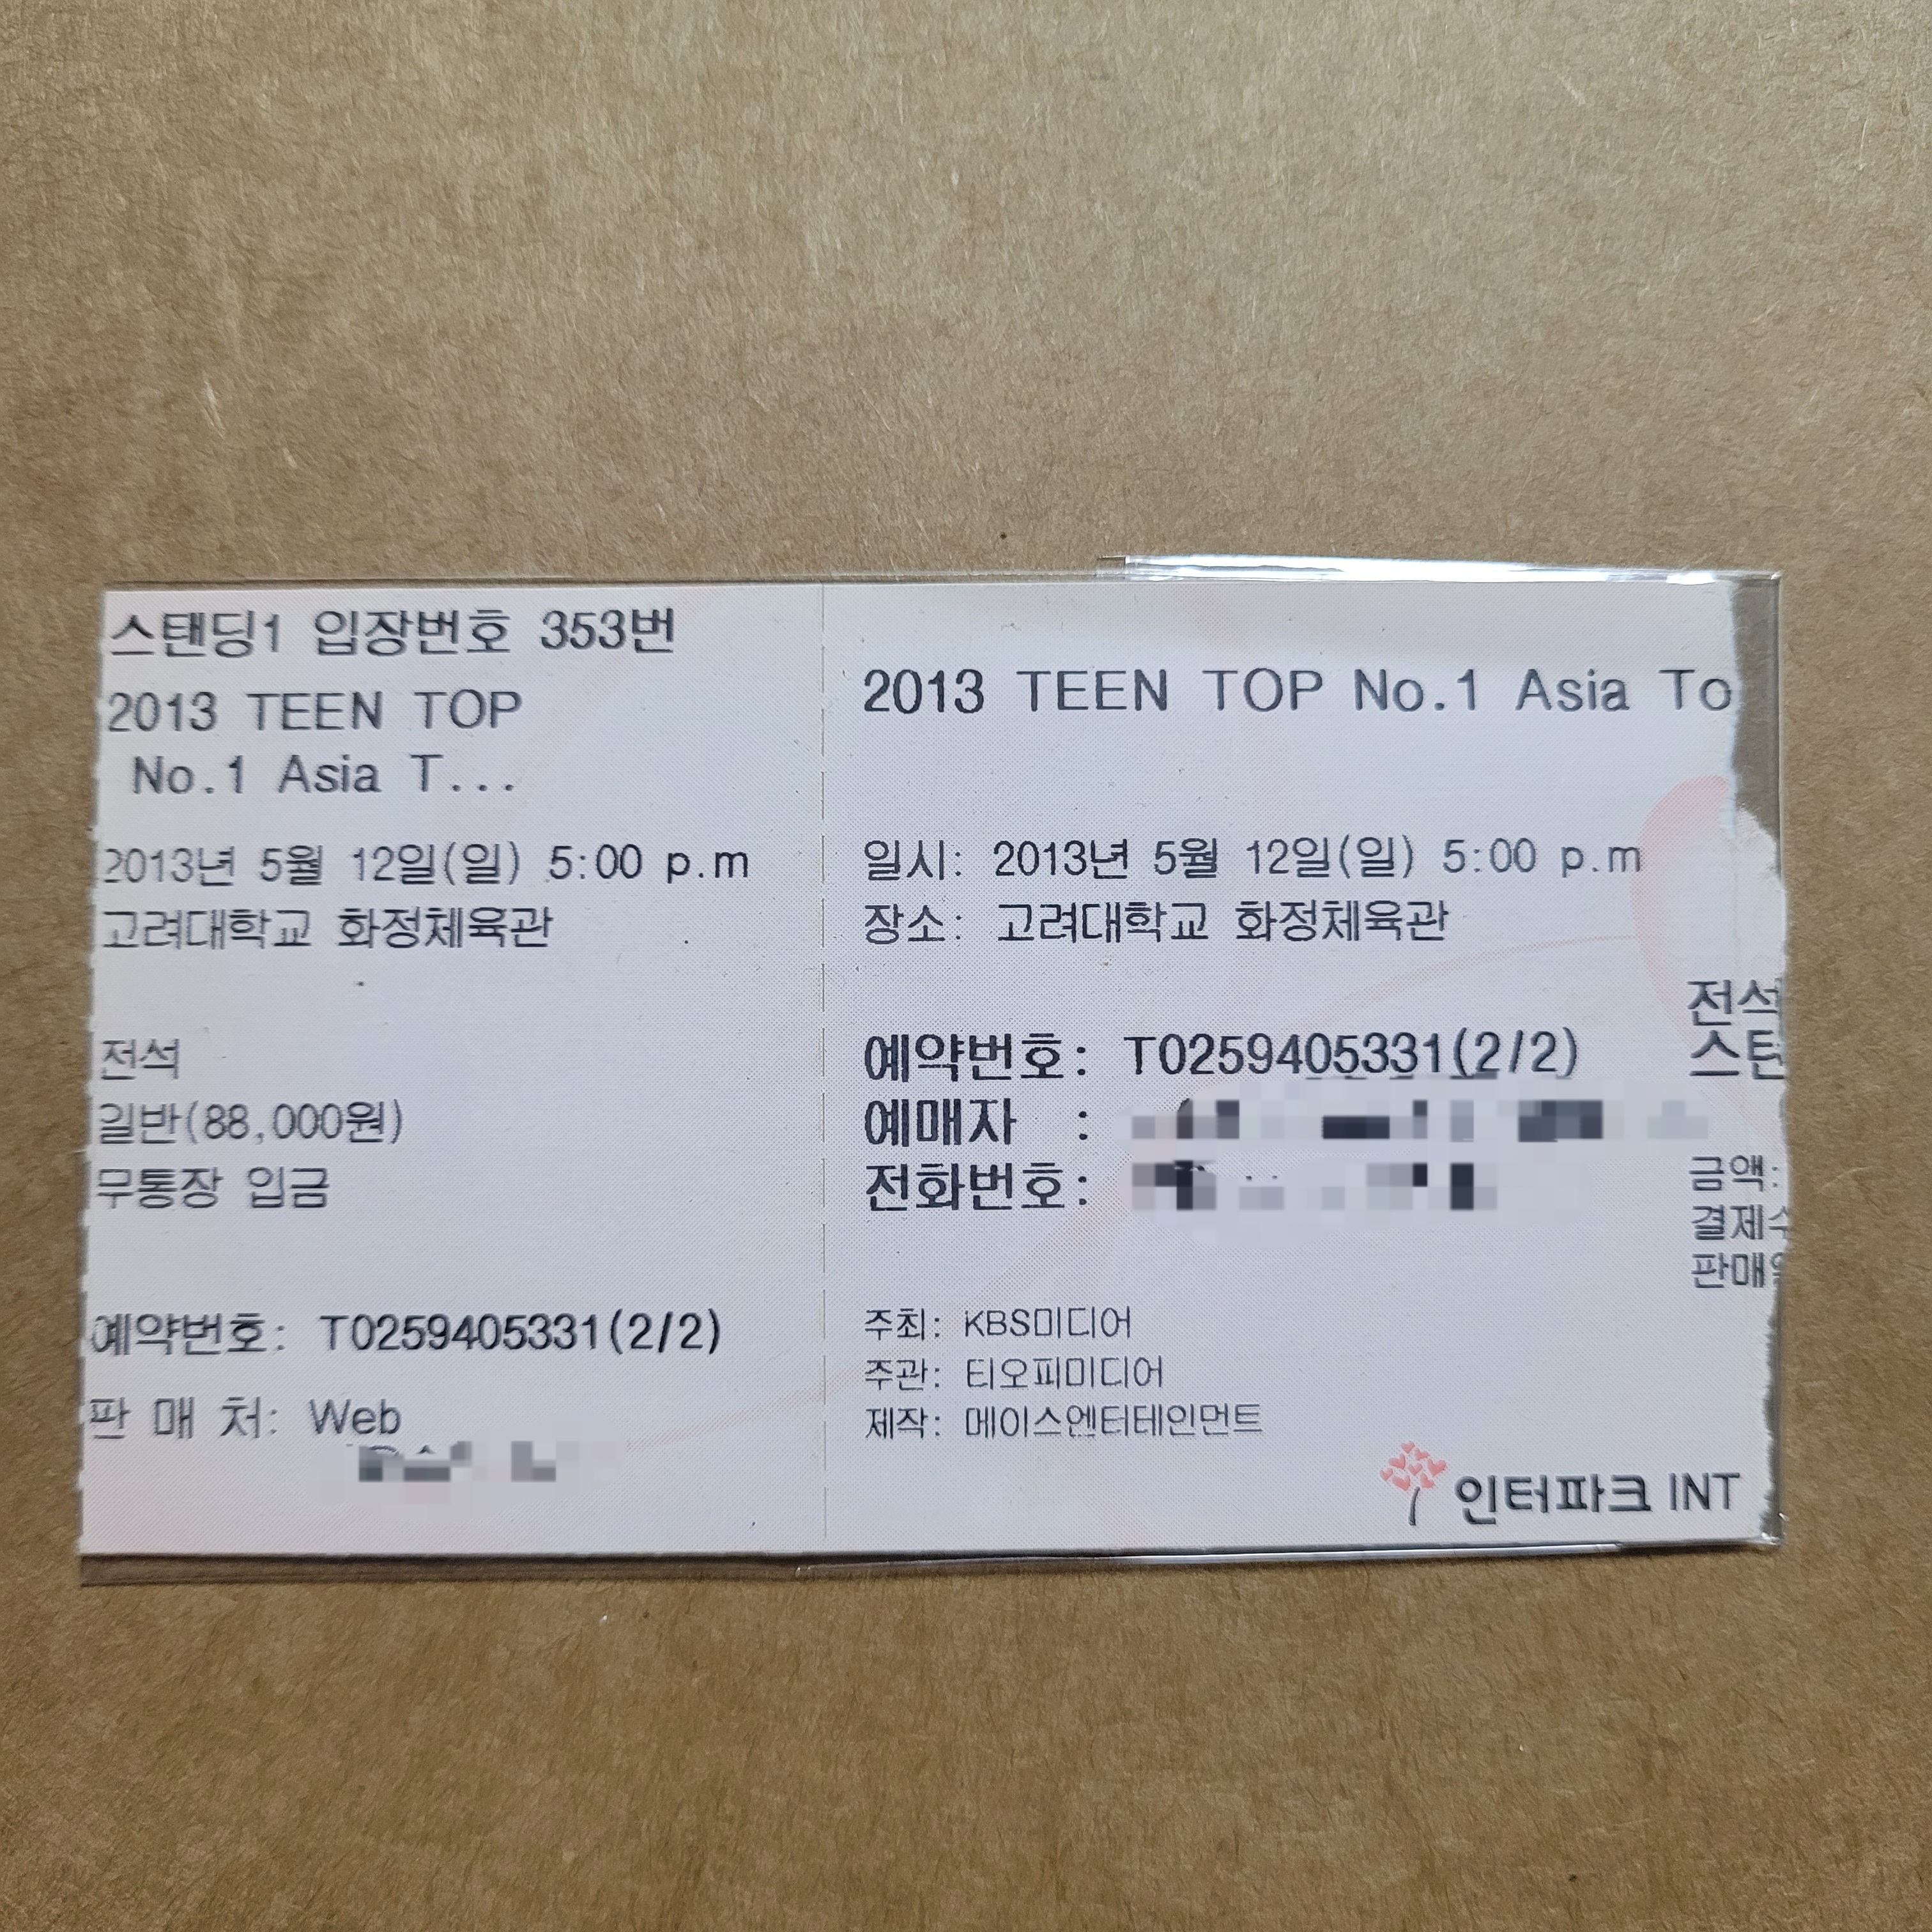 스탠딩1 입장번호 353번
2013 TEEN TOP
No.1 Asia T...
2013년 5월 12일(일) 5:00 p.m
고려대학교 화정체육관
전석
일반(88,000원)
무통장 입금
예약번호: T0259405331(2/2)
판 매 처: Web
2013 TEEN TOP No.1 Asia To
일시: 2013년 5월 12일(일) 5:00 p.m
장소: 고려대학교 화정체육관
예약번호: T0259405331(2/2)
예매자 :
전화번호:
주최: KBS미디어
주관: 티오피미디어
제작: 메이스엔터테인먼트
전석
금액:
인터파크 INT